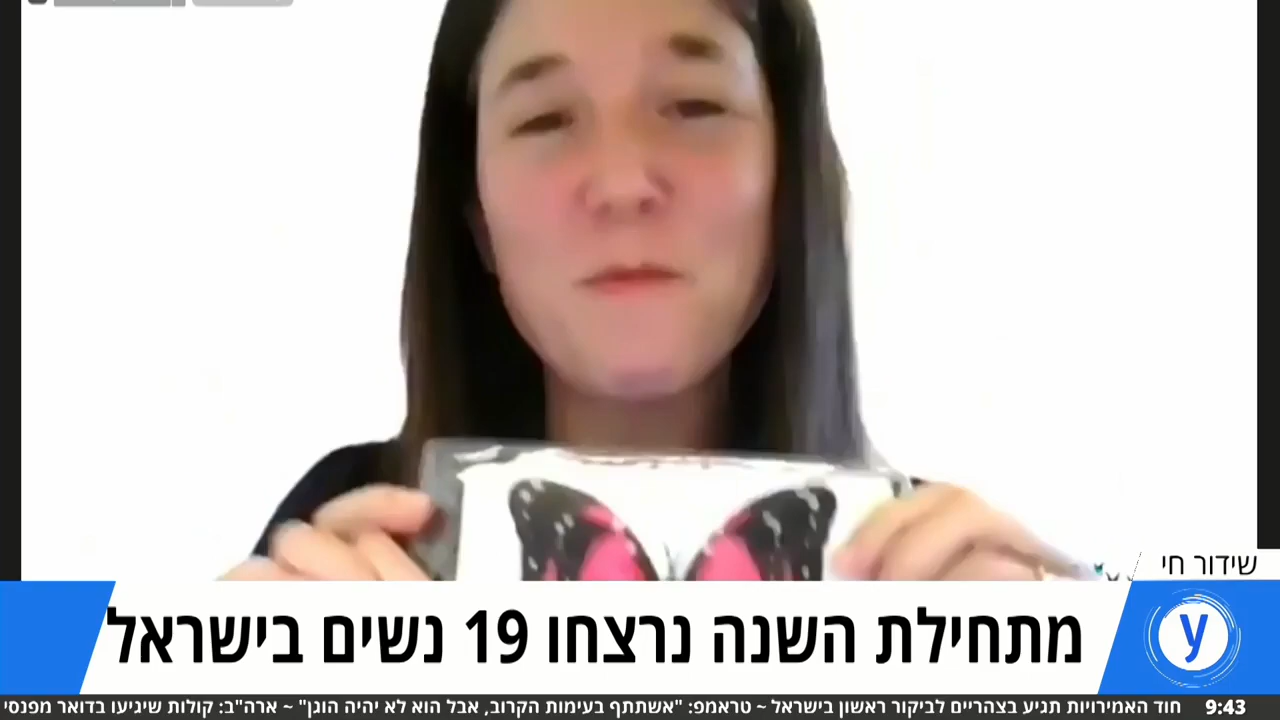 שידור חי
מתחילת השנה נרצחו 19 נשים בישראל
y
9:43 חוד האמירויות תגיע בצהריים לביקור ראשון בישראל ~ טראמפ: "אשתתף בעימות הקרוב, אבל הוא לא יהיה הוגן" ~ ארה"ב: קולות שיגיעו בדואר מפנסי